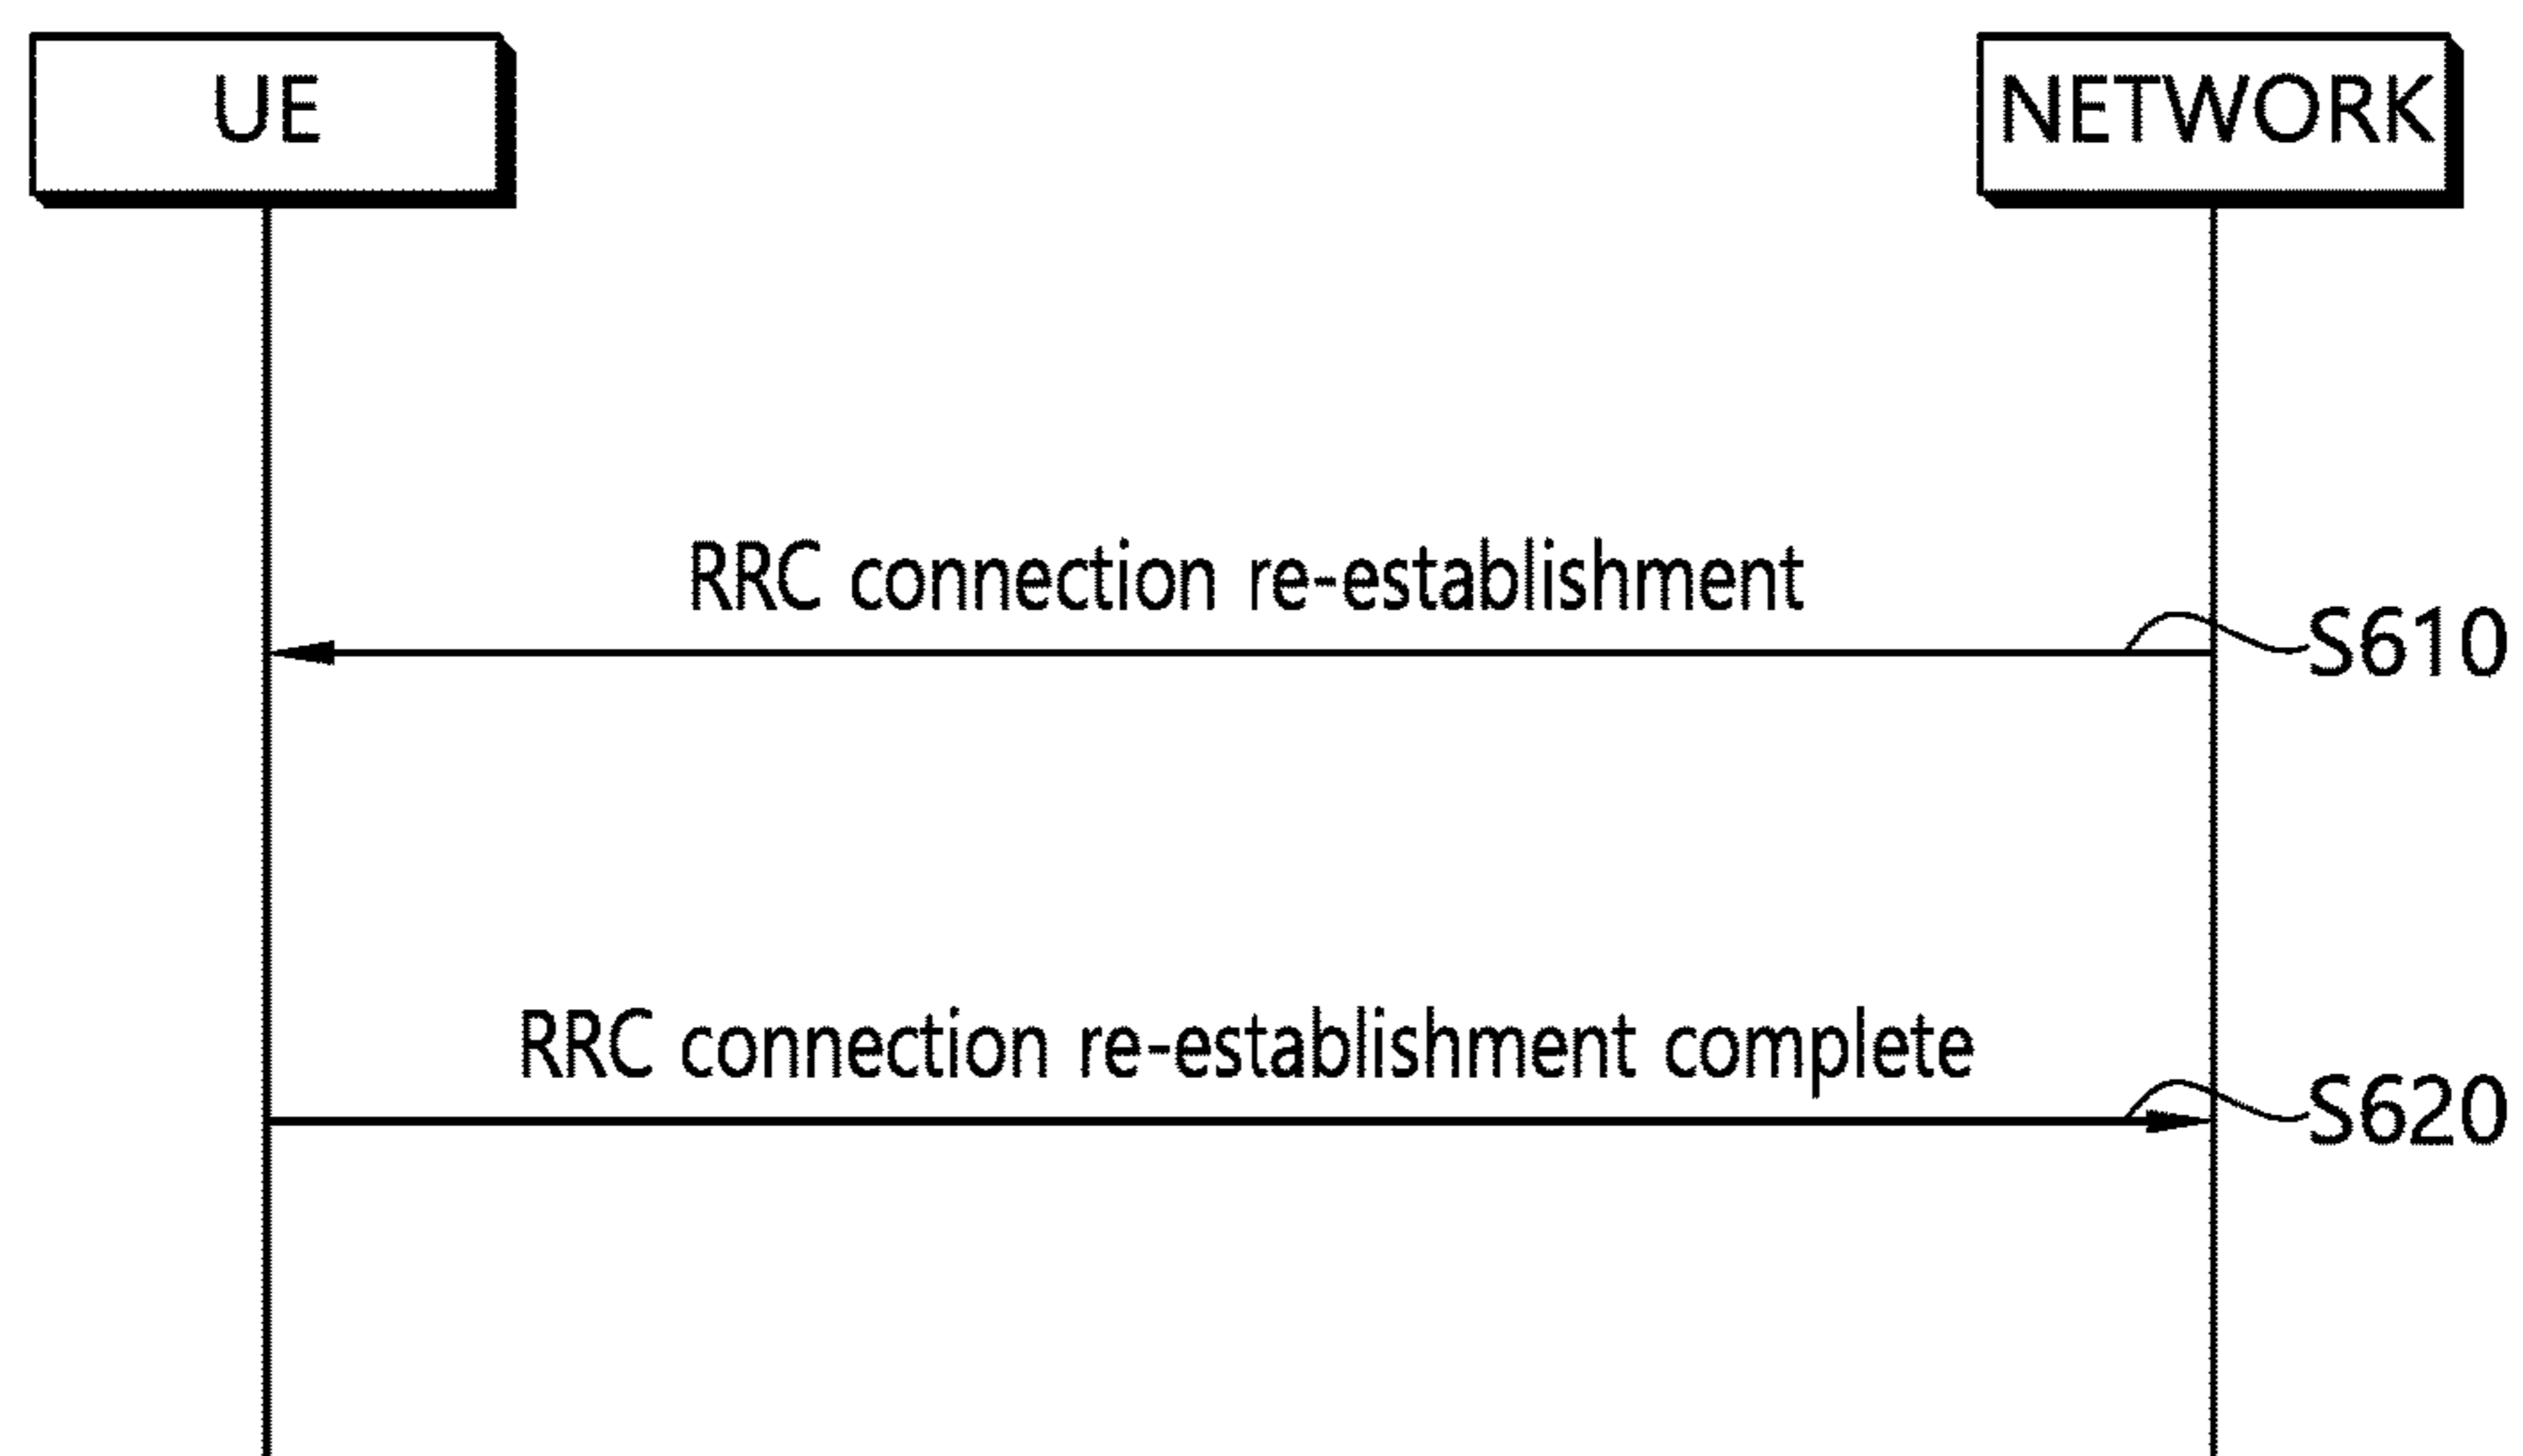 UE
NETWORK
RRC connection re-establishment
S610
RRC connection re-establishment complete
S620